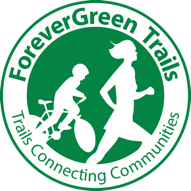 ForeverGreen Trails
Trails Connecting Communities